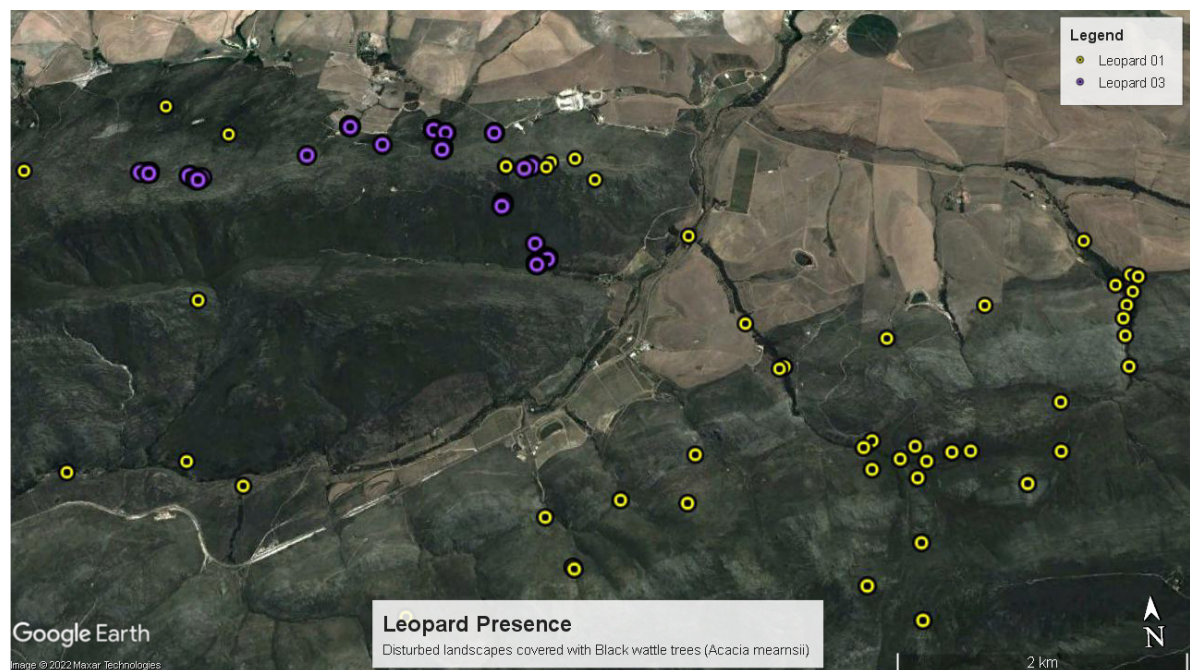 Legend
Leopard 01
Leopard 03
Leopard Presence
Disturbed landscapes covered with Black wattle trees (Acacia mearnsii)
Google Earth
Image © 2022 Maxar Technologies
N
2 km